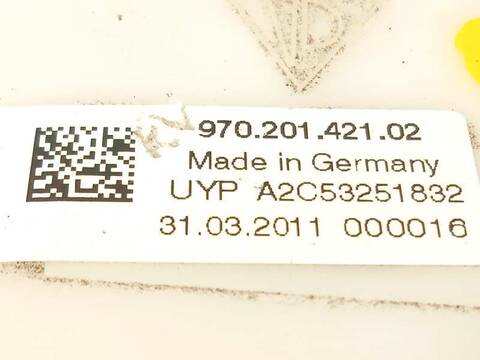 970.201.421.02
Made in Germany
UYP A2C53251832
31.03.2011 000016